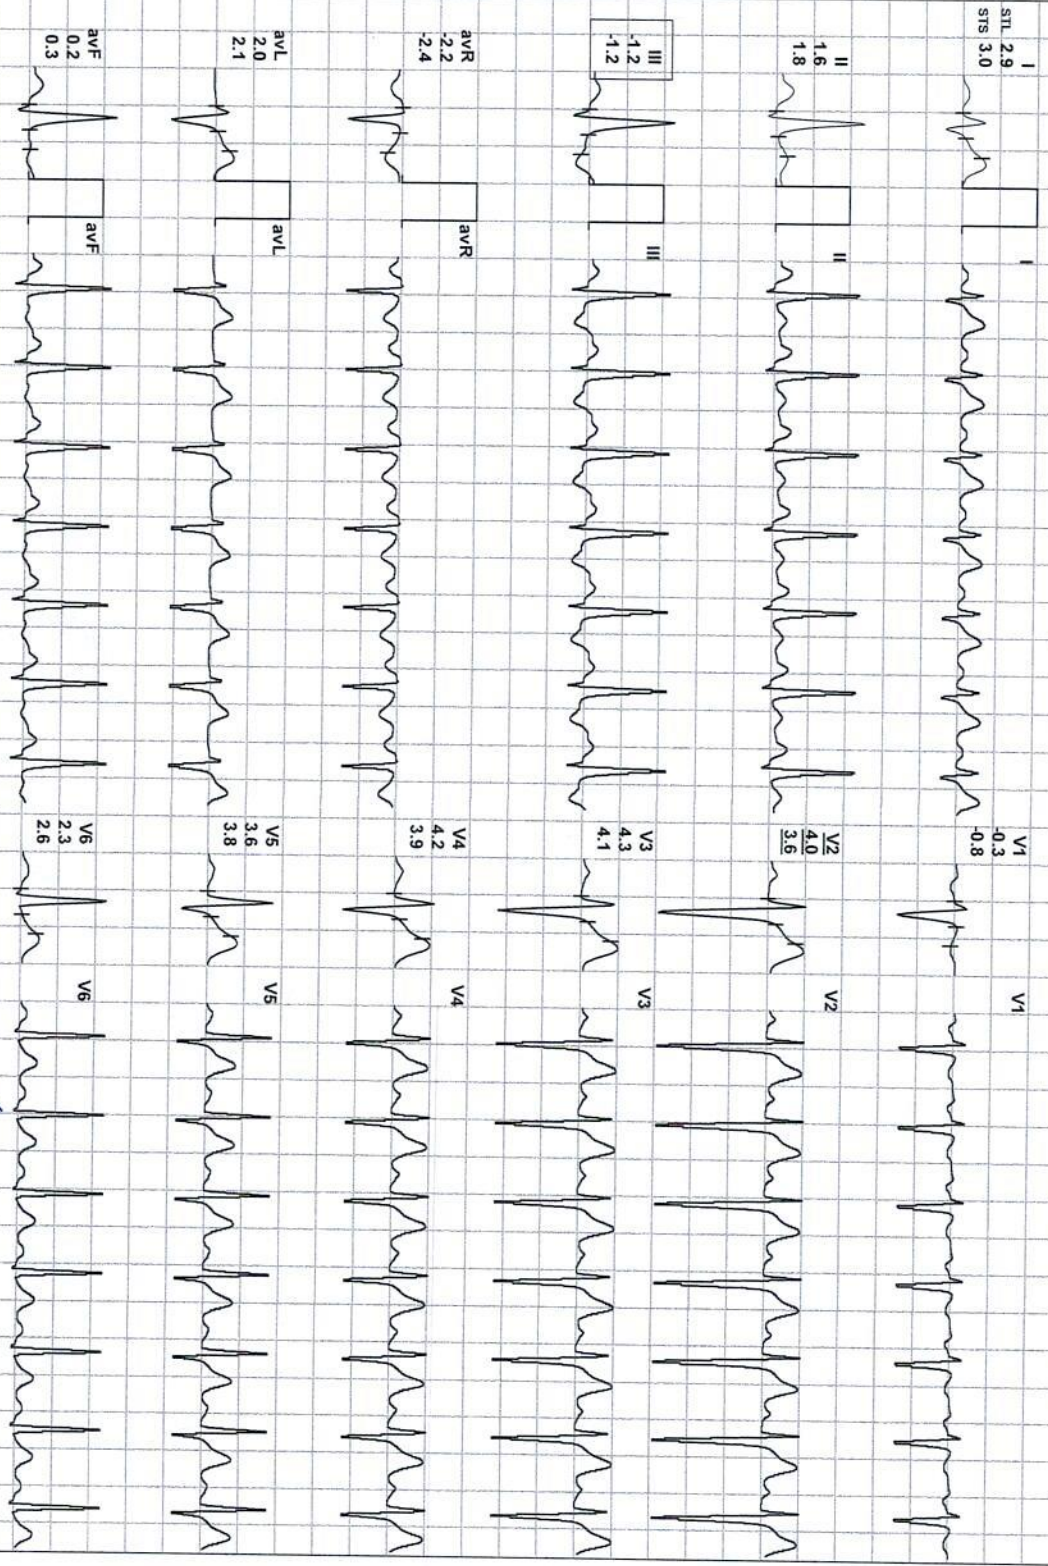 I
STL 2.9
STS 3.0
I
V1
-0.3
-0.8
V1
II
1.6
1.8
II
V2
4.0
3.6
V2
III
-1.2
-1.2
III
V3
4.3
4.1
V3
avR
-2.2
-2.4
avR
V4
4.2
3.9
V4
avL
2.0
2.1
avL
V5
3.6
3.8
V5
avF
0.2
0.3
avF
V6
2.3
2.6
V6